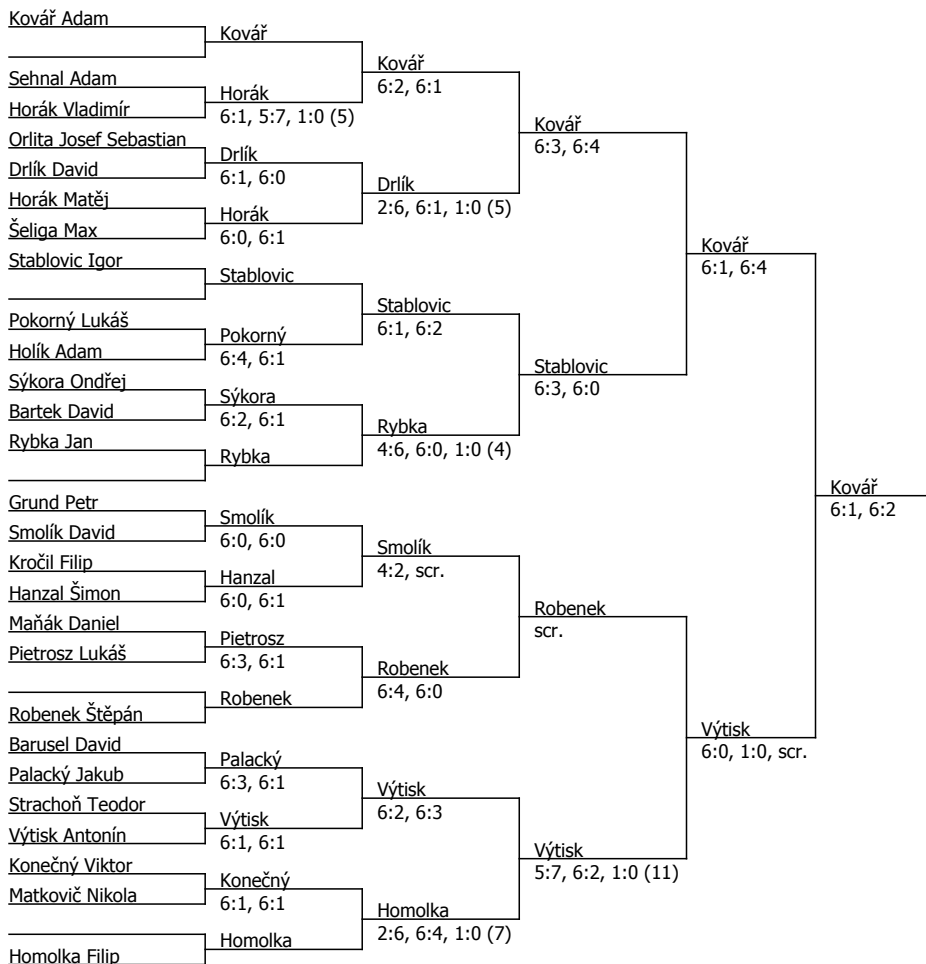 Kovář Adam
Sehnal Adam
Horák Vladimír
Orlita Josef Sebastian
Drlík David
Horák Matěj
Šeliga Max
Stablovic Igor
Pokorný Lukáš
Holík Adam
Sýkora Ondřej
Bartek David
Rybka Jan
Grund Petr
Smolík David
Kročil Filip
Hanzal Šimon
Maňák Daniel
Pietrosz Lukáš
Robenek Štěpán
Barusel David
Palacký Jakub
Strachoň Teodor
Výtisk Antonín
Konečný Viktor
Matkovič Nikola
Homolka Filip
Kovář
Horák
6:1, 5:7, 1:0 (5)
Drlík
6:1, 6:0
Horák
6:0, 6:1
Stablovic
Pokorný
6:4, 6:1
Sýkora
6:2, 6:1
Rybka
Smolík
6:0, 6:0
Hanzal
6:0, 6:1
Pietrosz
6:3, 6:1
Robenek
Palacký
6:3, 6:1
Výtisk
6:1, 6:1
Konečný
6:1, 6:1
Homolka
Kovář
6:2, 6:1
Drlík
2:6, 6:1, 1:0 (5)
Stablovic
6:1, 6:2
Rybka
4:6, 6:0, 1:0 (4)
Smolík
4:2, scr.
Robenek
6:4, 6:0
Výtisk
6:2, 6:3
Homolka
2:6, 6:4, 1:0 (7)
Kovář
6:3, 6:4
Stablovic
6:3, 6:0
Robenek
scr.
Výtisk
5:7, 6:2, 1:0 (11)
Kovář
6:1, 6:4
Výtisk
6:0, 1:0, scr.
Kovář
6:1, 6:2